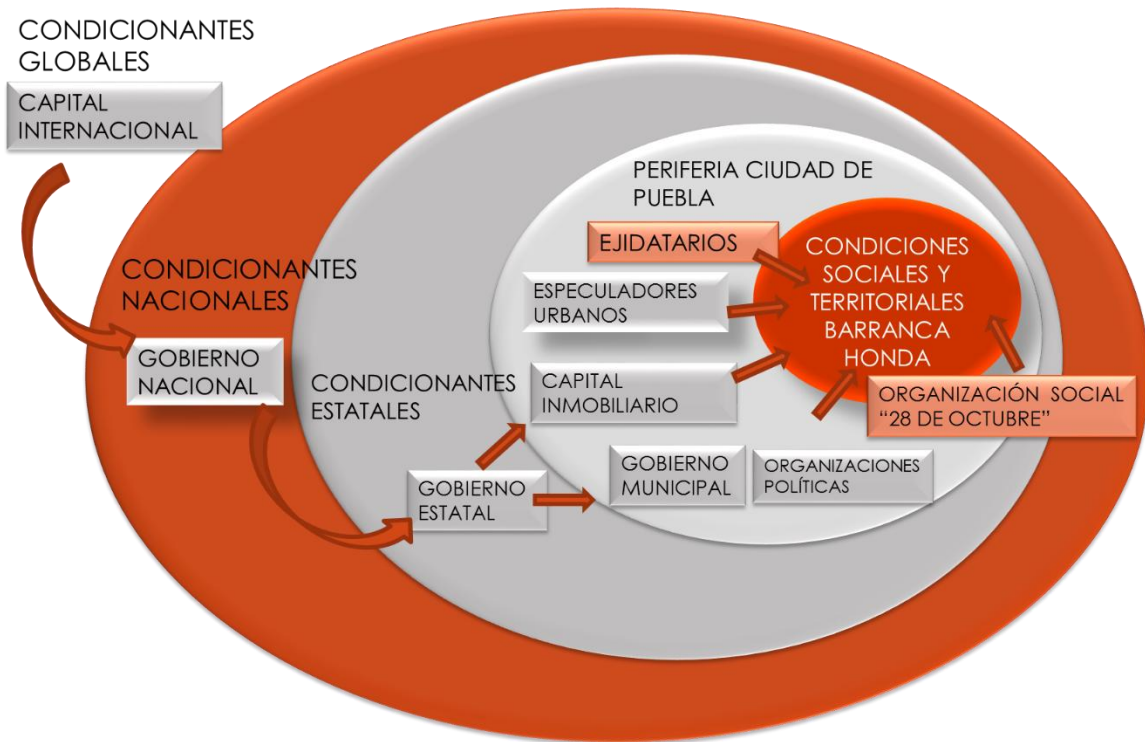 CONDICIONANTES
GLOBALES
CAPITAL
INTERNACIONAL
CONDICIONANTES
NACIONALES
GOBIERNO
NACIONAL
CONDICIONANTES
ESTATALES
GOBIERNO
ESTATAL
PERIFERIA CIUDAD DE
PUEBLA
EJIDATARIOS
ESPECULADORES
URBANOS
CAPITAL
INMOBILIARIO
GOBIERNO
MUNICIPAL
ORGANIZACIONES
POLÍTICAS
CONDICIONES
SOCIALES Y
TERRITORIALES
BARRANCA
HONDA
ORGANIZACIÓN SOCIAL
“28 DE OCTUBRE”